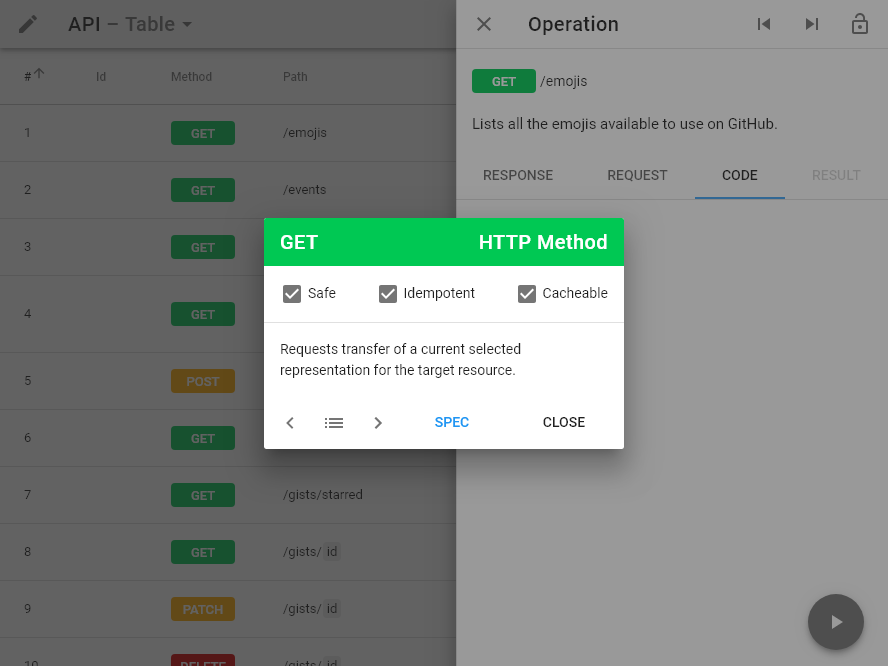 API – Table
# Id Method Path
1 GET /emojis
2 GET /events
3 GET
4 GET
5 POST
6 GET
7 GET /gists/starred
8 GET /gists/ id
9 PATCH /gists/ id
10 DELETE /gists/ id
Operation
GET /emojis
Lists all the emojis available to use on GitHub.
RESPONSE REQUEST CODE RESULT
GET HTTP Method
Safe Idempotent Cacheable
Requests transfer of a current selected
representation for the target resource.
SPEC CLOSE